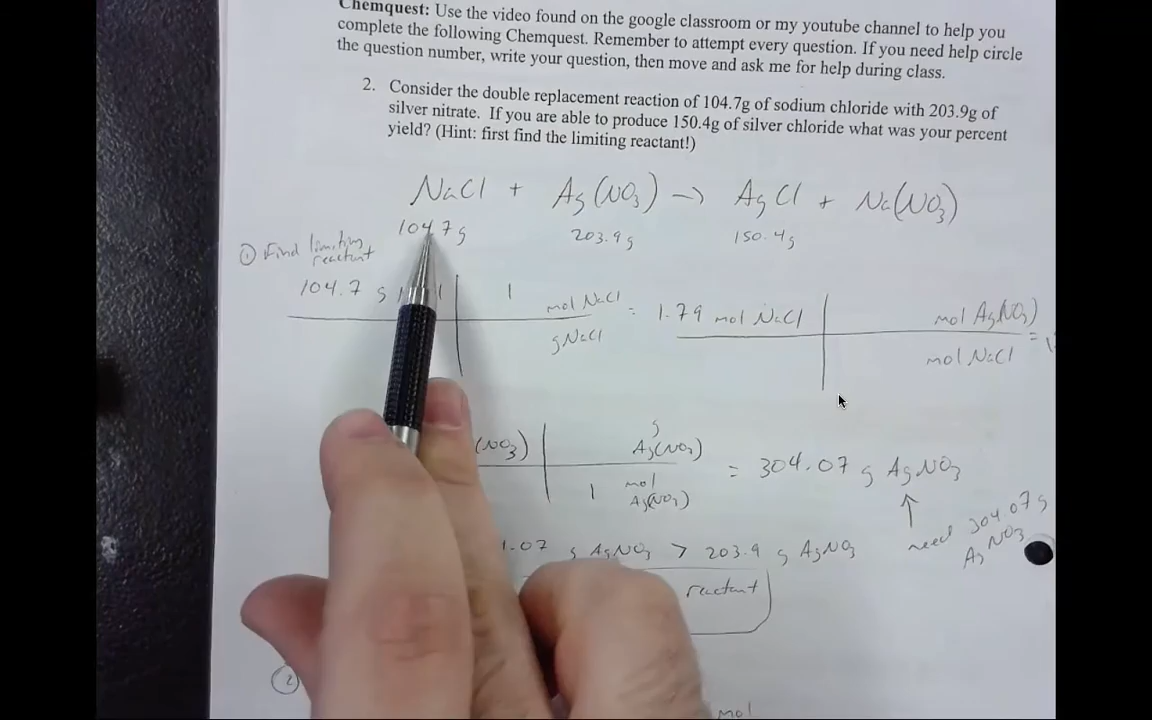 Chemquest: Use the video found on the google classroom or my youtube channel to help you
complete the following Chemquest. Remember to attempt every question. If you need help circle
the question number, write your question, then move and ask me for help during class.
2. Consider the double replacement reaction of 104.7g of sodium chloride with 203.9g of
silver nitrate. If you are able to produce 150.4g of silver chloride what was your percent
yield? (Hint: first find the limiting reactant!)
NaCl + Ag(NO3) -> AgCl + Na(NO3)
104.7g 203.9g 150.4g
① Find limiting
reactant
104.7 g 1 mol NaCl = 1.79 mol NaCl mol Ag(NO3)
g NaCl mol NaCl
(NO3) g Ag(NO3) = 304.07 g AgNO3
1 mol Ag(NO3)
need 304.07g
AgNO3
.07 g AgNO3 > 203.9 g AgNO3
reactant
②
mol